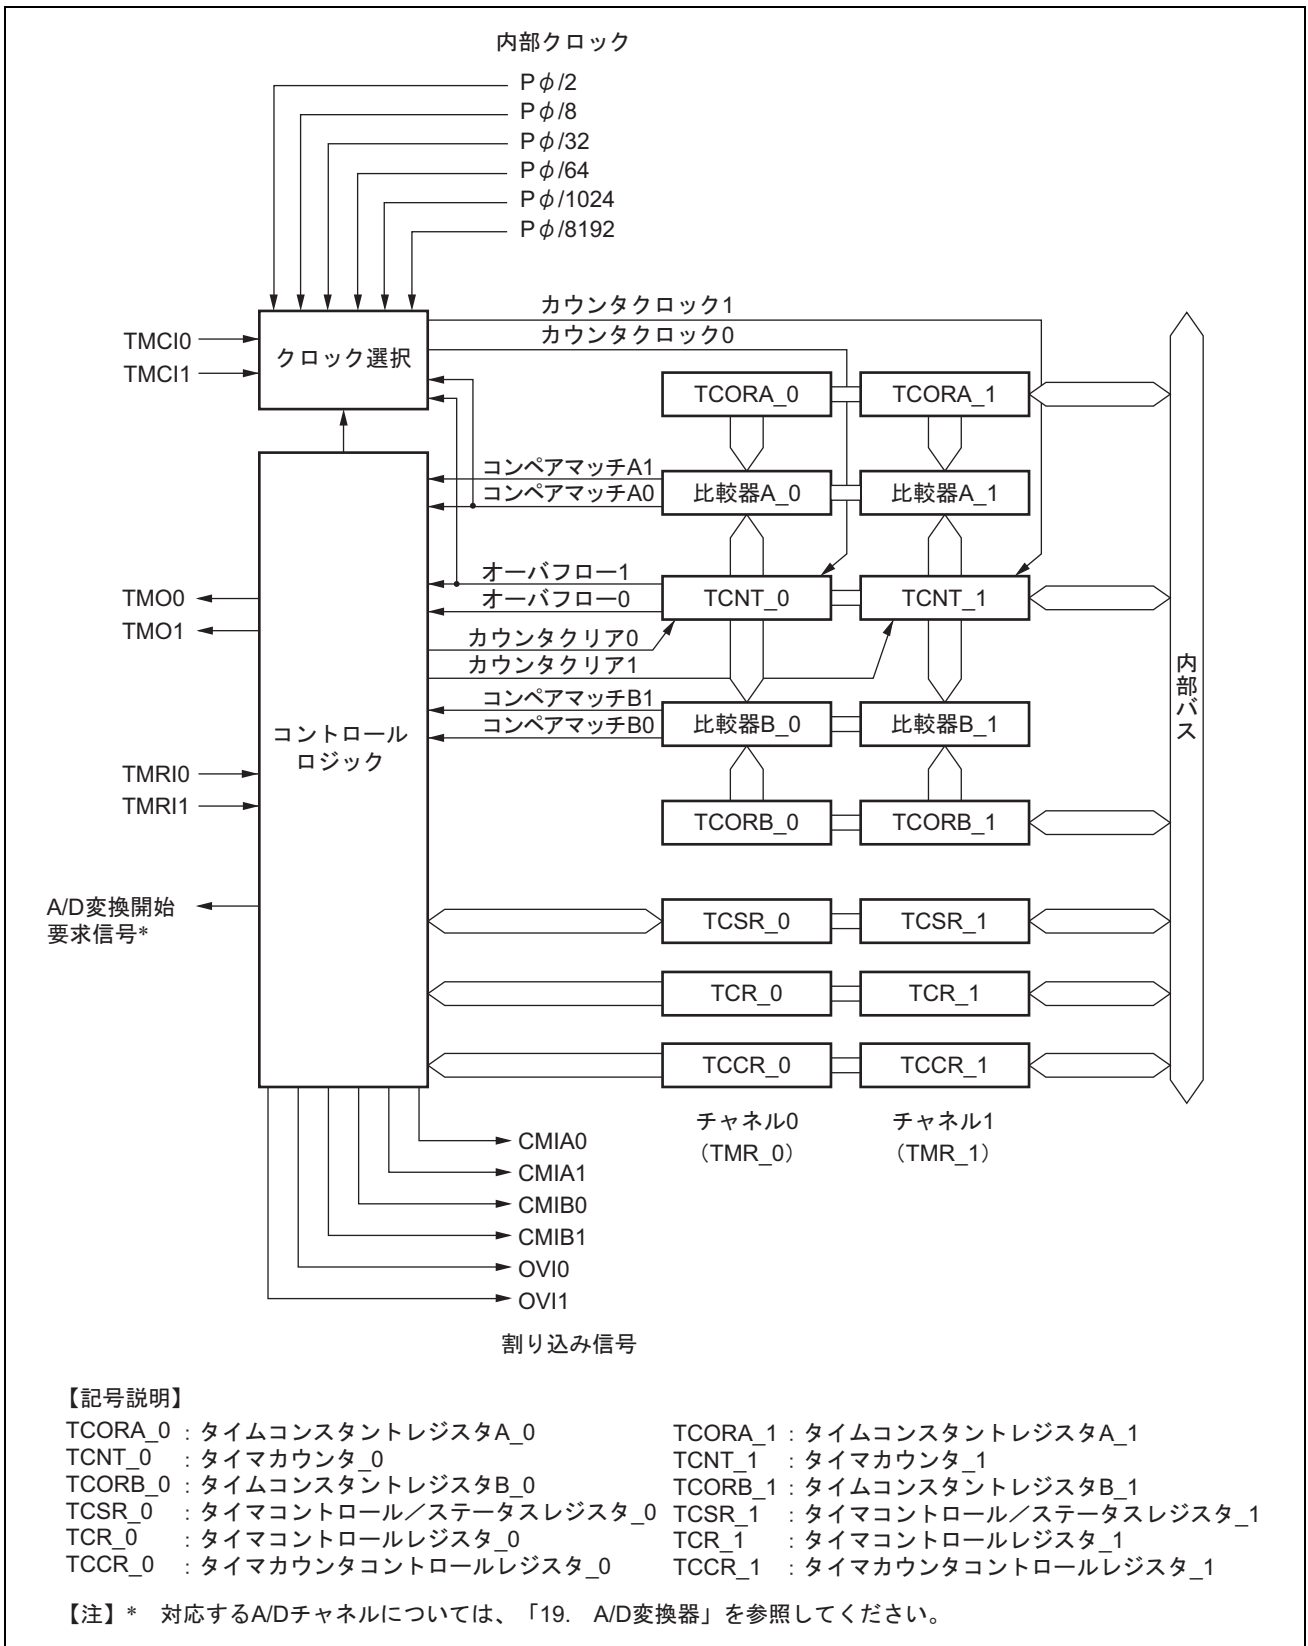 内部クロック
Pφ/2
Pφ/8
Pφ/32
Pφ/64
Pφ/1024
Pφ/8192
カウンタクロック1
カウンタクロック0
TMCI0
TMCI1
クロック選択
TCORA_0
TCORA_1
コンペアマッチA1
コンペアマッチA0
比較器A_0
比較器A_1
オーバフロー1
オーバフロー0
TCNT_0
TCNT_1
TMO0
TMO1
カウンタクリア0
カウンタクリア1
コンペアマッチB1
コンペアマッチB0
比較器B_0
比較器B_1
内部バス
コントロール
ロジック
TMRI0
TMRI1
TCORB_0
TCORB_1
A/D変換開始
要求信号*
TCSR_0
TCSR_1
TCR_0
TCR_1
TCCR_0
TCCR_1
チャネル0
（TMR_0）
チャネル1
（TMR_1）
CMIA0
CMIA1
CMIB0
CMIB1
OVI0
OVI1
割り込み信号
【記号説明】
TCORA_0 : タイムコンスタントレジスタA_0
TCNT_0 : タイマカウンタ_0
TCORB_0 : タイムコンスタントレジスタB_0
TCSR_0 : タイマコントロール／ステータスレジスタ_0
TCR_0 : タイマコントロールレジスタ_0
TCCR_0 : タイマカウンタコントロールレジスタ_0
TCORA_1 : タイムコンスタントレジスタA_1
TCNT_1 : タイマカウンタ_1
TCORB_1 : タイムコンスタントレジスタB_1
TCSR_1 : タイマコントロール／ステータスレジスタ_1
TCR_1 : タイマコントロールレジスタ_1
TCCR_1 : タイマカウンタコントロールレジスタ_1
【注】* 対応するA/Dチャネルについては、「19. A/D変換器」を参照してください。